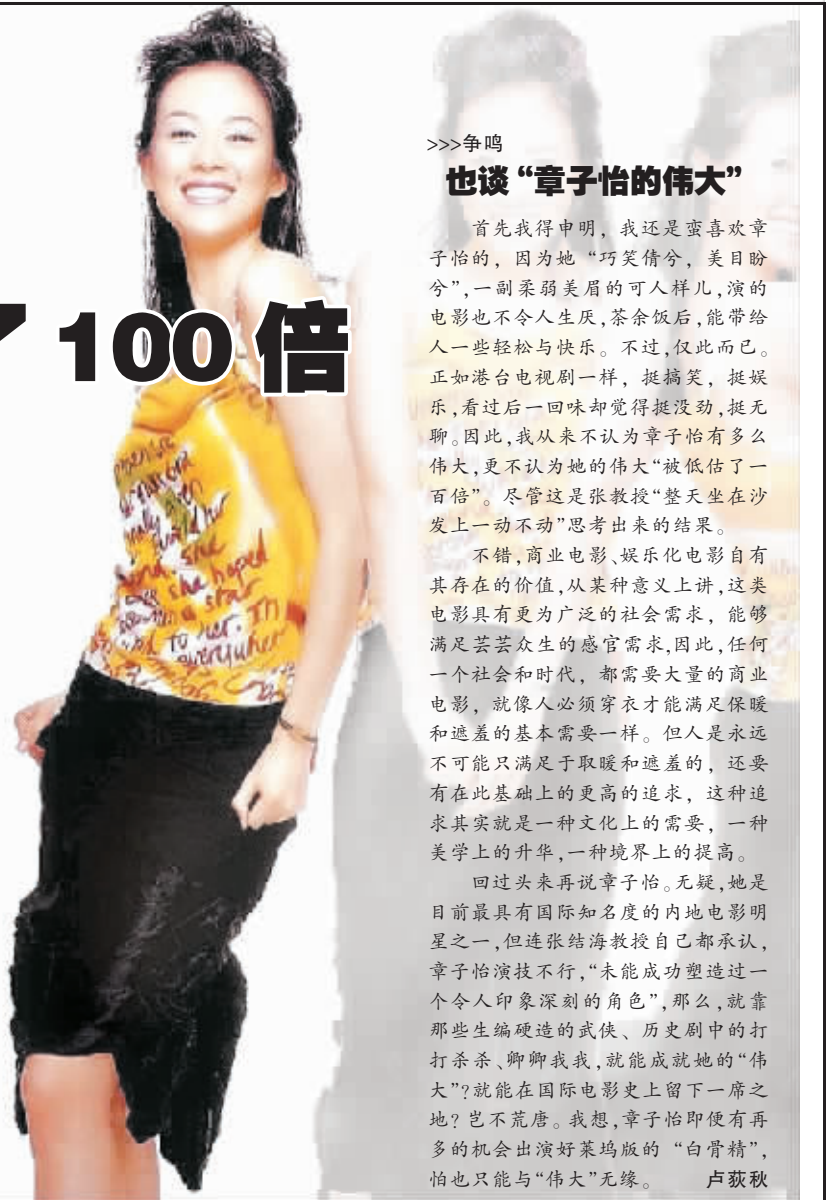 100 倍
>>>争鸣
也谈“章子怡的伟大”
首先我得申明，我还是蛮喜欢章
子怡的，因为她“巧笑倩兮，美目盼
兮”，一副柔弱美眉的可人样儿，演的
电影也不令人生厌，茶余饭后，能带给
人一些轻松与快乐。不过，仅此而已。
正如港台电视剧一样，挺搞笑，挺娱
乐，看过后一回味却觉得挺没劲，挺无
聊。因此，我从来不认为章子怡有多么
伟大，更不认为她的伟大“被低估了一
百倍”。尽管这是张教授“整天坐在沙
发上一动不动”思考出来的结果。
不错，商业电影、娱乐化电影自有
其存在的价值，从某种意义上讲，这类
电影具有更为广泛的社会需求，能够
满足芸芸众生的感官需求，因此，任何
一个社会和时代，都需要大量的商业
电影，就像人必须穿衣才能满足保暖
和遮羞的基本需要一样。但人是永远
不可能只满足于取暖和遮羞的，还要
有在此基础上的更高的追求，这种追
求其实就是一种文化上的需要，一种
美学上的升华，一种境界上的提高。
回过头来再说章子怡。无疑，她是
目前最具有国际知名度的内地电影明
星之一，但连张结海教授自己都承认，
章子怡演技不行，“未能成功塑造过一
个令人印象深刻的角色”，那么，就靠
那些生编硬造的武侠、历史剧中的打
打杀杀、卿卿我我，就能成就她的“伟
大”？就能在国际电影史上留下一席之
地？岂不荒唐。我想，章子怡即便有再
多的机会出演好莱坞版的“白骨精”，
怕也只能与“伟大”无缘。 卢荻秋
she
she hoped
a star
In
to her.